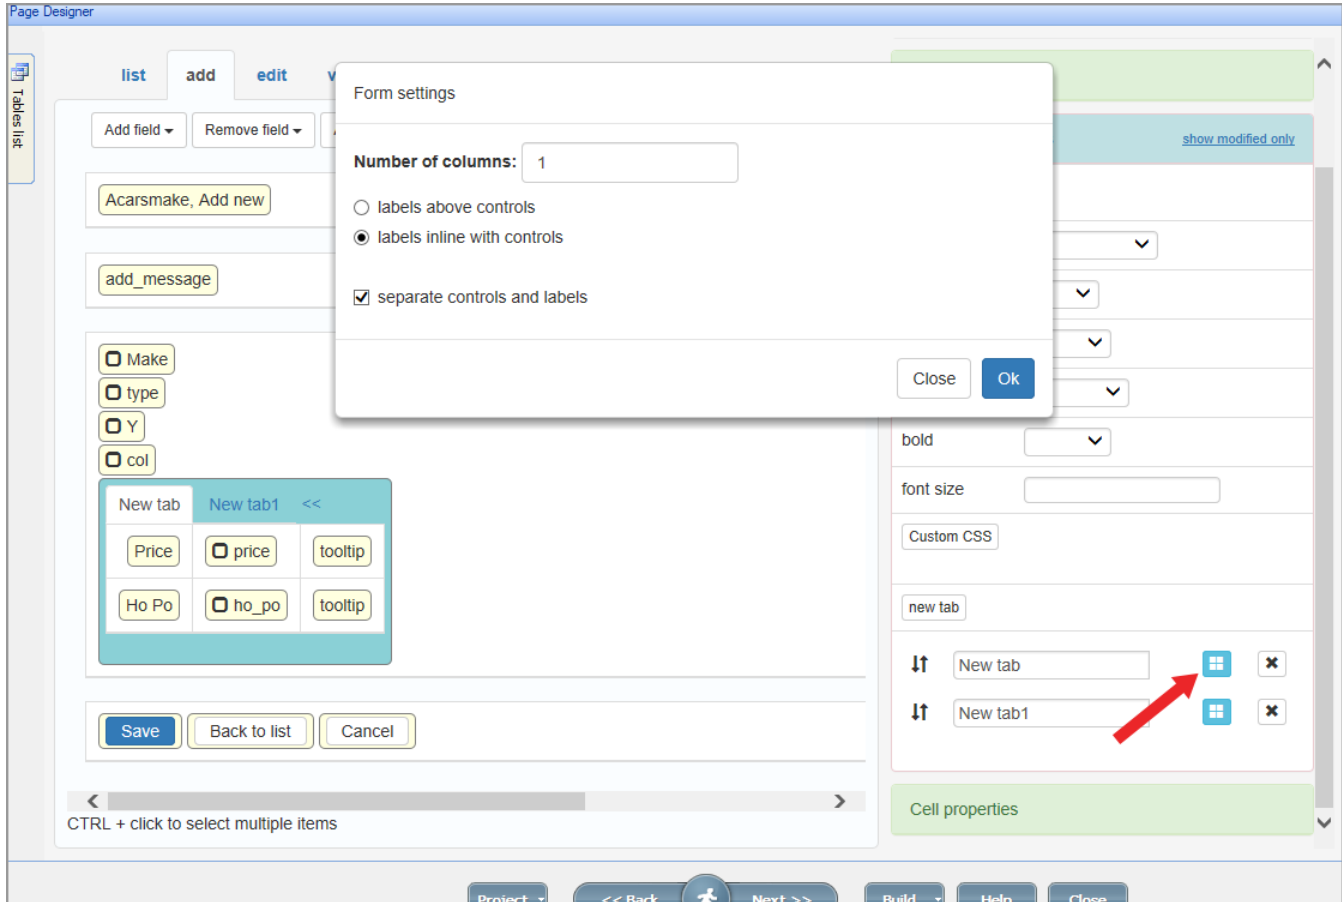 Page Designer
Tables list
list add edit
Add field Remove field
Acarsmake, Add new
add_message
Make
type
Y
col
New tab New tab1 <<
Price price tooltip
Ho Po ho_po tooltip
Save Back to list Cancel
CTRL + click to select multiple items
Form settings
Number of columns: 1
labels above controls
labels inline with controls
separate controls and labels
Close Ok
show modified only
bold
font size
Custom CSS
new tab
New tab
New tab1
Cell properties
Project << Back Next >> Build Help Close